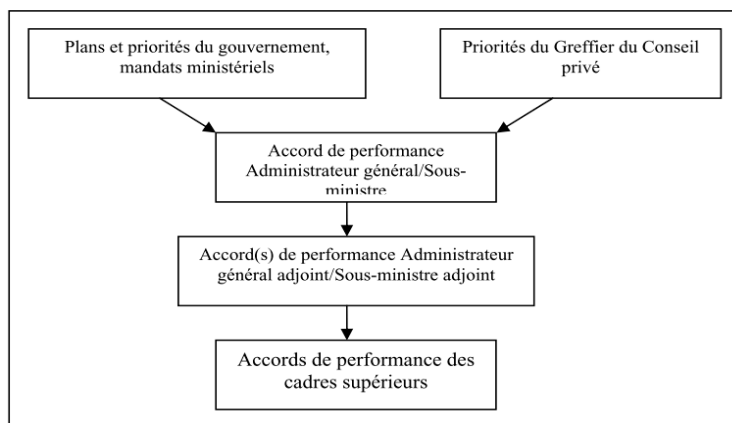 Plans et priorités du gouvernement,
mandats ministériels
Priorités du Greffier du Conseil
privé
Accord de performance
Administrateur général/Sous-
ministre
Accord(s) de performance Administrateur
général adjoint/Sous-ministre adjoint
Accords de performance des
cadres supérieurs